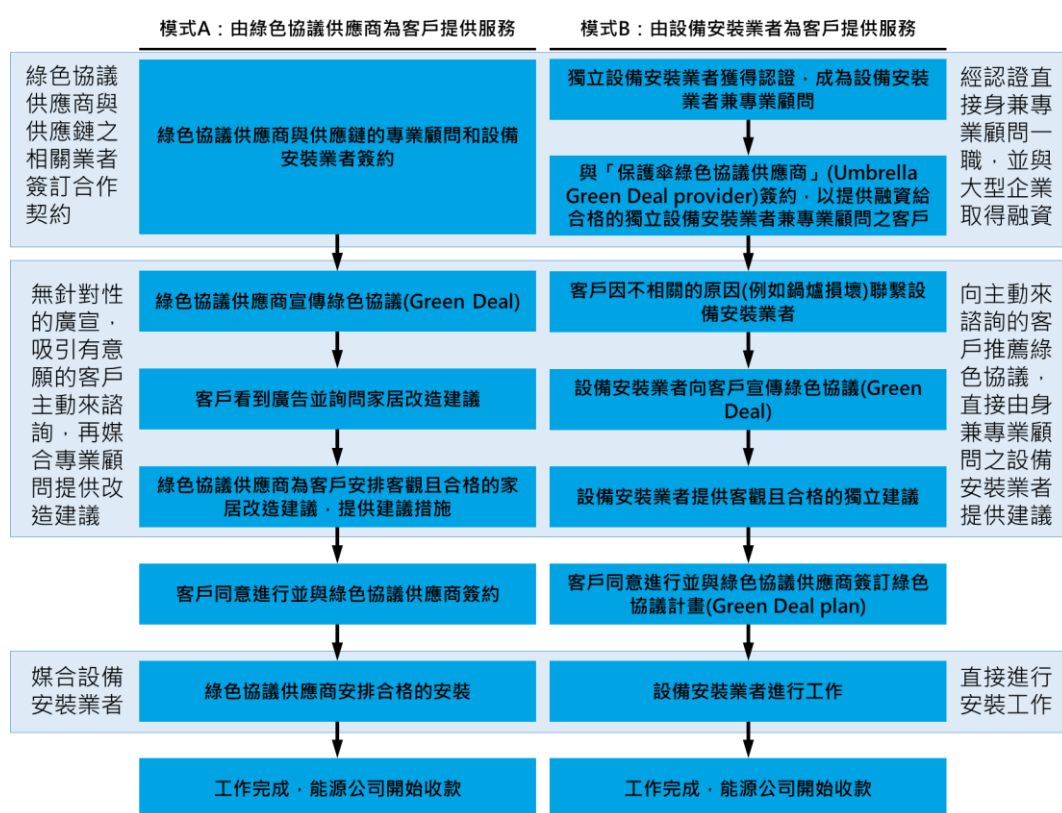 模式A：由綠色協議供應商為客戶提供服務
模式B：由設備安裝業者為客戶提供服務
綠色協議
供應商與
供應鏈之
相關業者
簽訂合作
契約
綠色協議供應商與供應鏈的專業顧問和設備
安裝業者簽約
獨立設備安裝業者獲得認證，成為設備安裝
業者兼專業顧問
與「保護傘綠色協議供應商」(Umbrella
Green Deal provider)簽約，以提供融資給
合格的獨立設備安裝業者兼專業顧問之客戶
經認證直
接身兼專
業顧問一
職，並與
大型企業
取得融資
無針對性
的廣宣，
吸引有意
願的客戶
主動來諮
詢，再媒
合專業顧
問提供改
造建議
綠色協議供應商宣傳綠色協議(Green Deal)
客戶看到廣告並詢問家居改造建議
綠色協議供應商為客戶安排客觀且合格的家
居改造建議，提供建議措施
客戶因不相關的原因(例如鍋爐損壞)聯繫設
備安裝業者
設備安裝業者向客戶宣傳綠色協議(Green
Deal)
設備安裝業者提供客觀且合格的獨立建議
向主動來
諮詢的客
戶推薦綠
色協議，
直接由身
兼專業顧
問之設備
安裝業者
提供建議
客戶同意進行並與綠色協議供應商簽約
客戶同意進行並與綠色協議供應商簽訂綠色
協議計畫(Green Deal plan)
媒合設備
安裝業者
綠色協議供應商安排合格的安裝
設備安裝業者進行工作
直接進行
安裝工作
工作完成，能源公司開始收款
工作完成，能源公司開始收款